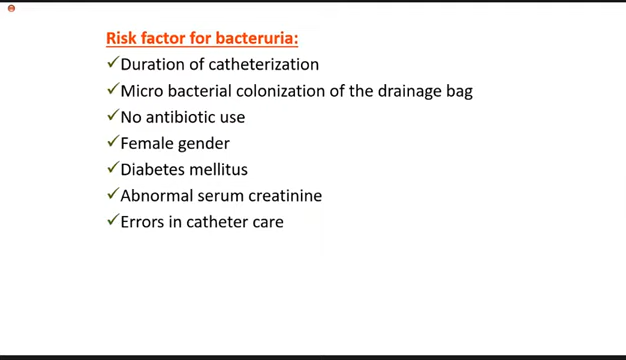 Risk factor for bacteruria:
✓Duration of catheterization
✓Micro bacterial colonization of the drainage bag
✓No antibiotic use
✓Female gender
✓Diabetes mellitus
✓Abnormal serum creatinine
✓Errors in catheter care